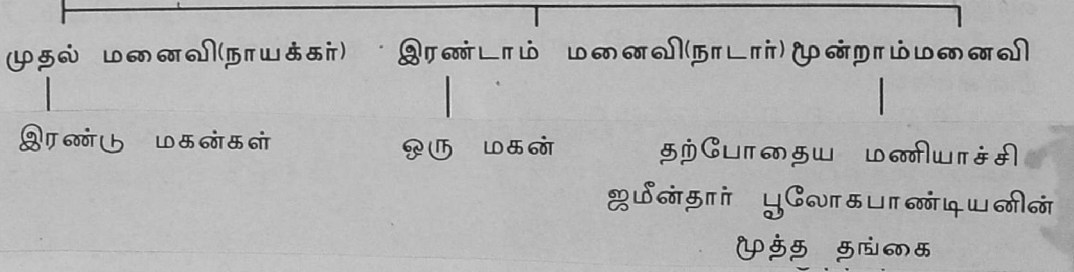 முதல் மனைவி(நாயக்கர்) இரண்டாம் மனைவி(நாடார்) மூன்றாம்மனைவி
இரண்டு மகன்கள் ஒரு மகன் தற்போதைய மணியாச்சி
ஜமீன்தார் பூலோகபாண்டியனின்
மூத்த தங்கை